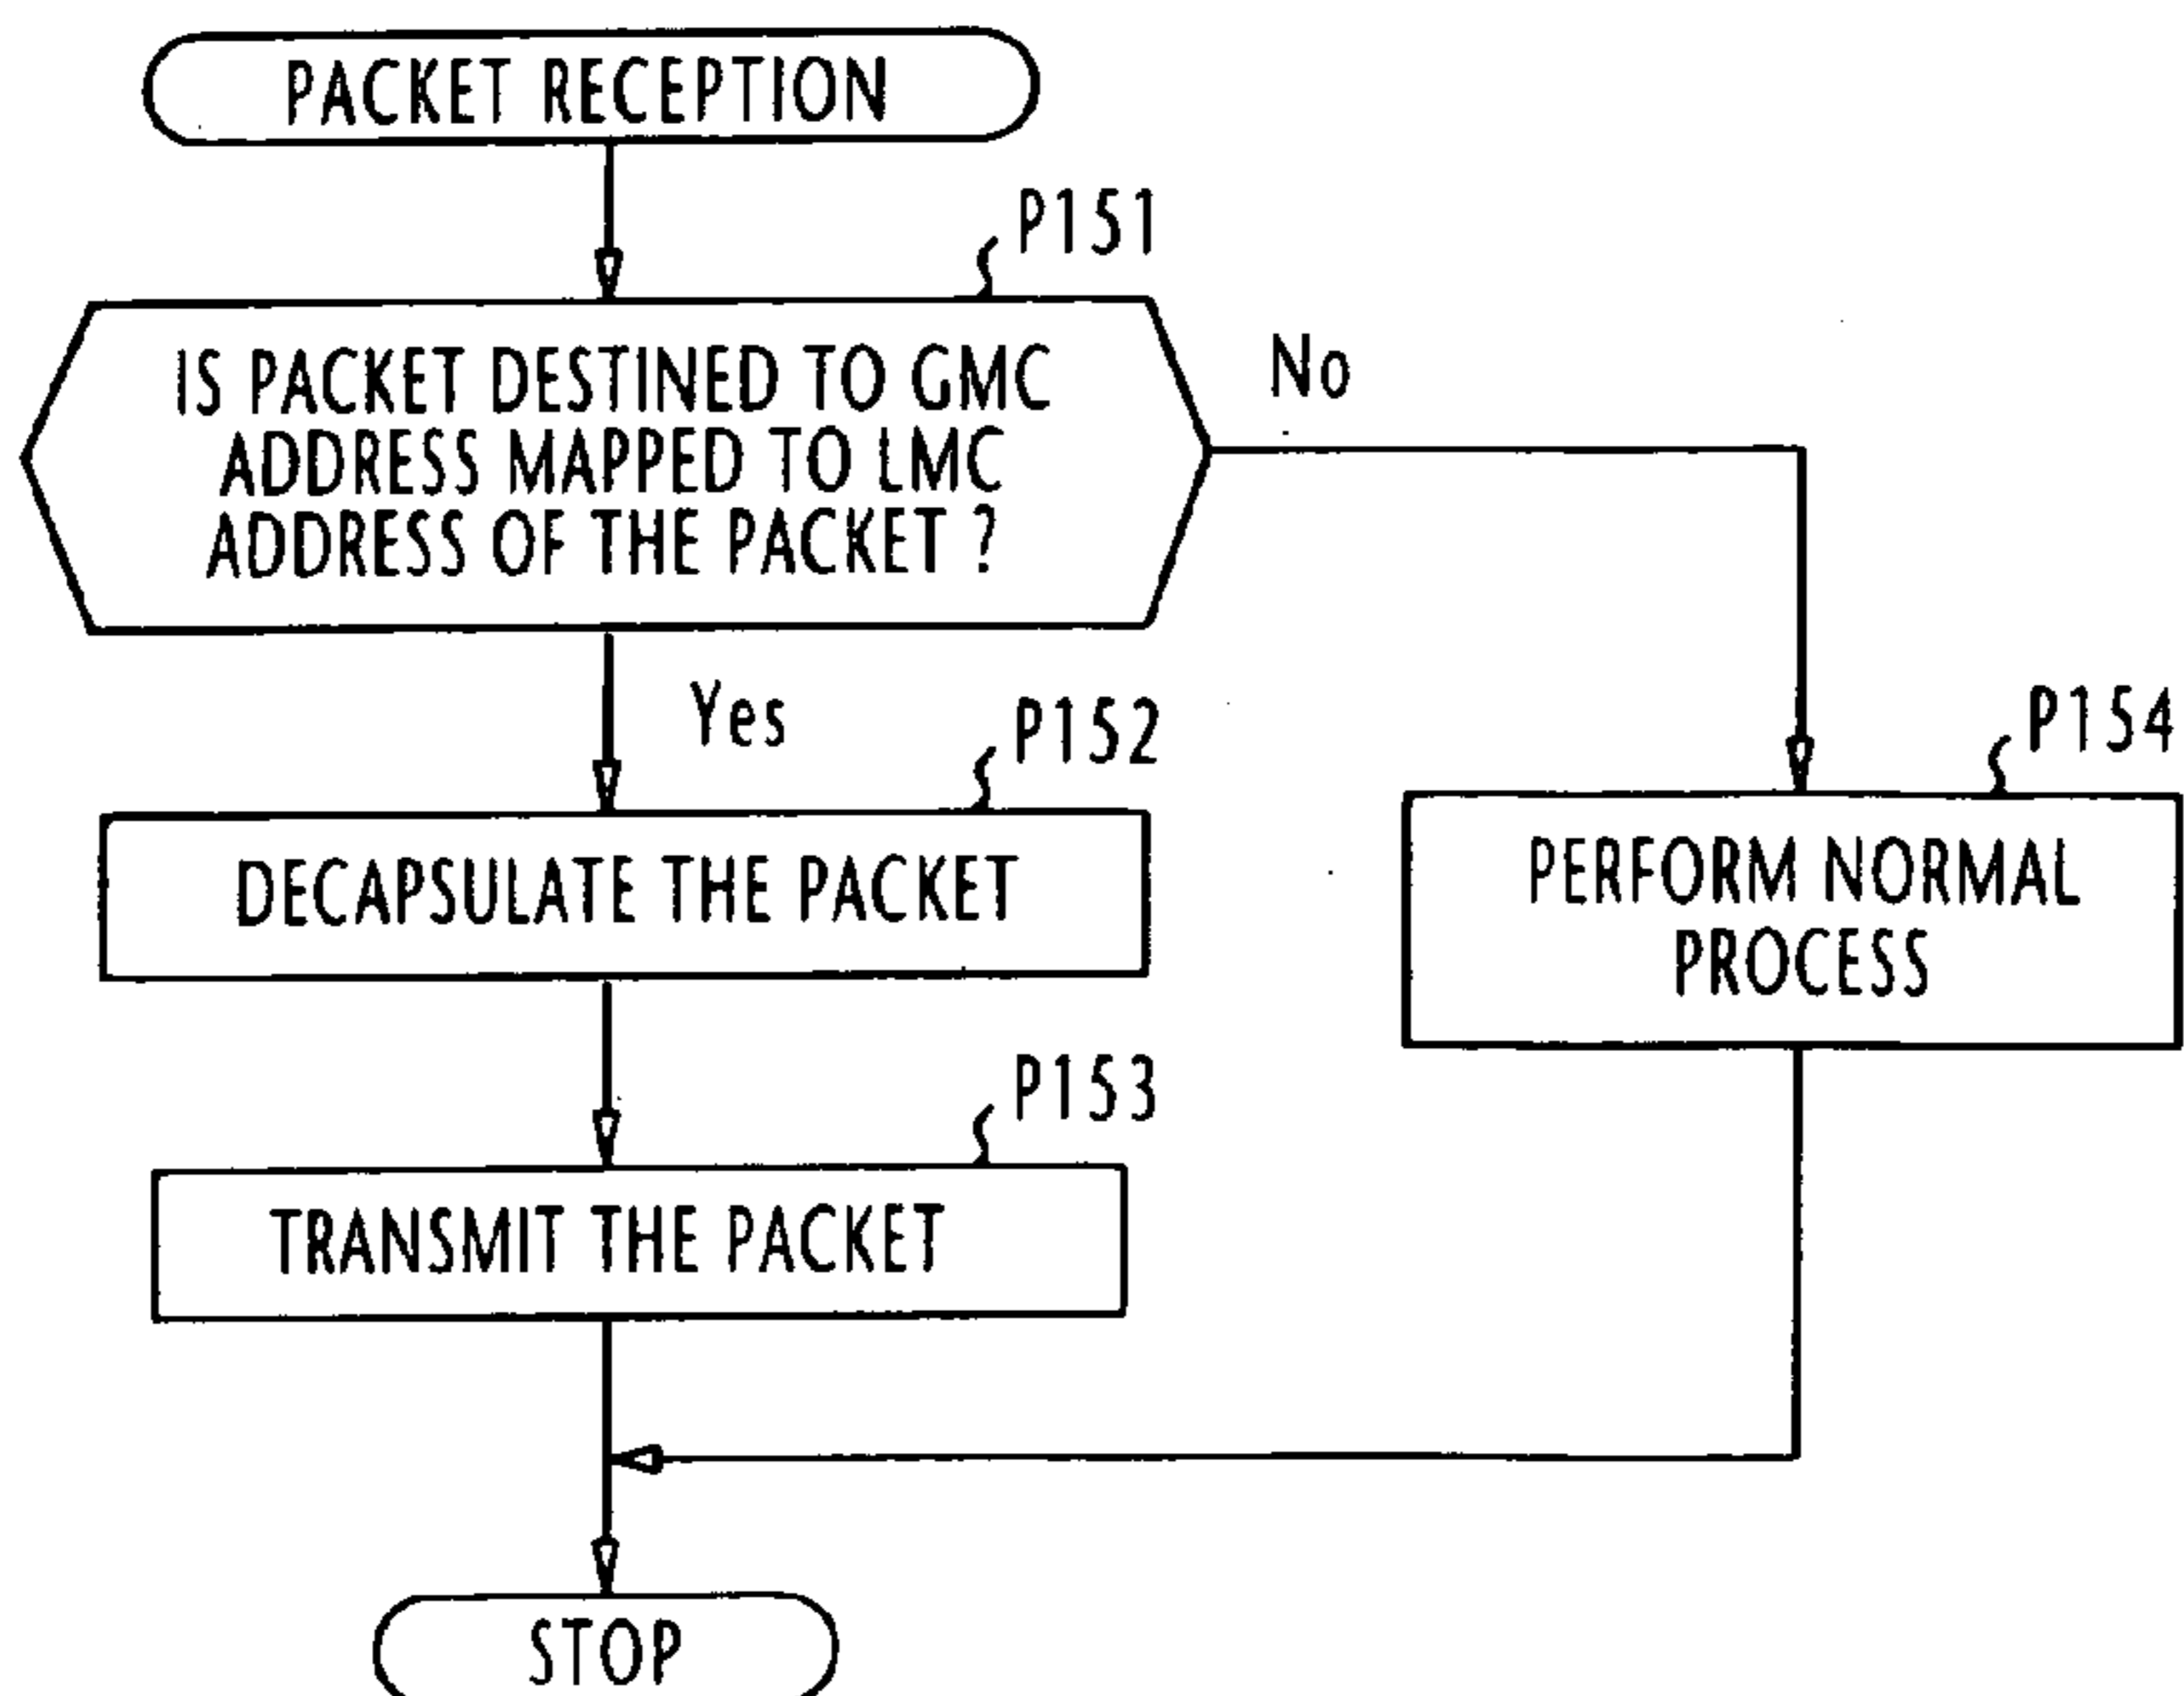 PACKET RECEPTION
P151
IS PACKET DESTINED TO GMC
ADDRESS MAPPED TO LMC
ADDRESS OF THE PACKET ?
No
Yes
P152
DECAPSULATE THE PACKET
P154
PERFORM NORMAL
PROCESS
P153
TRANSMIT THE PACKET
STOP